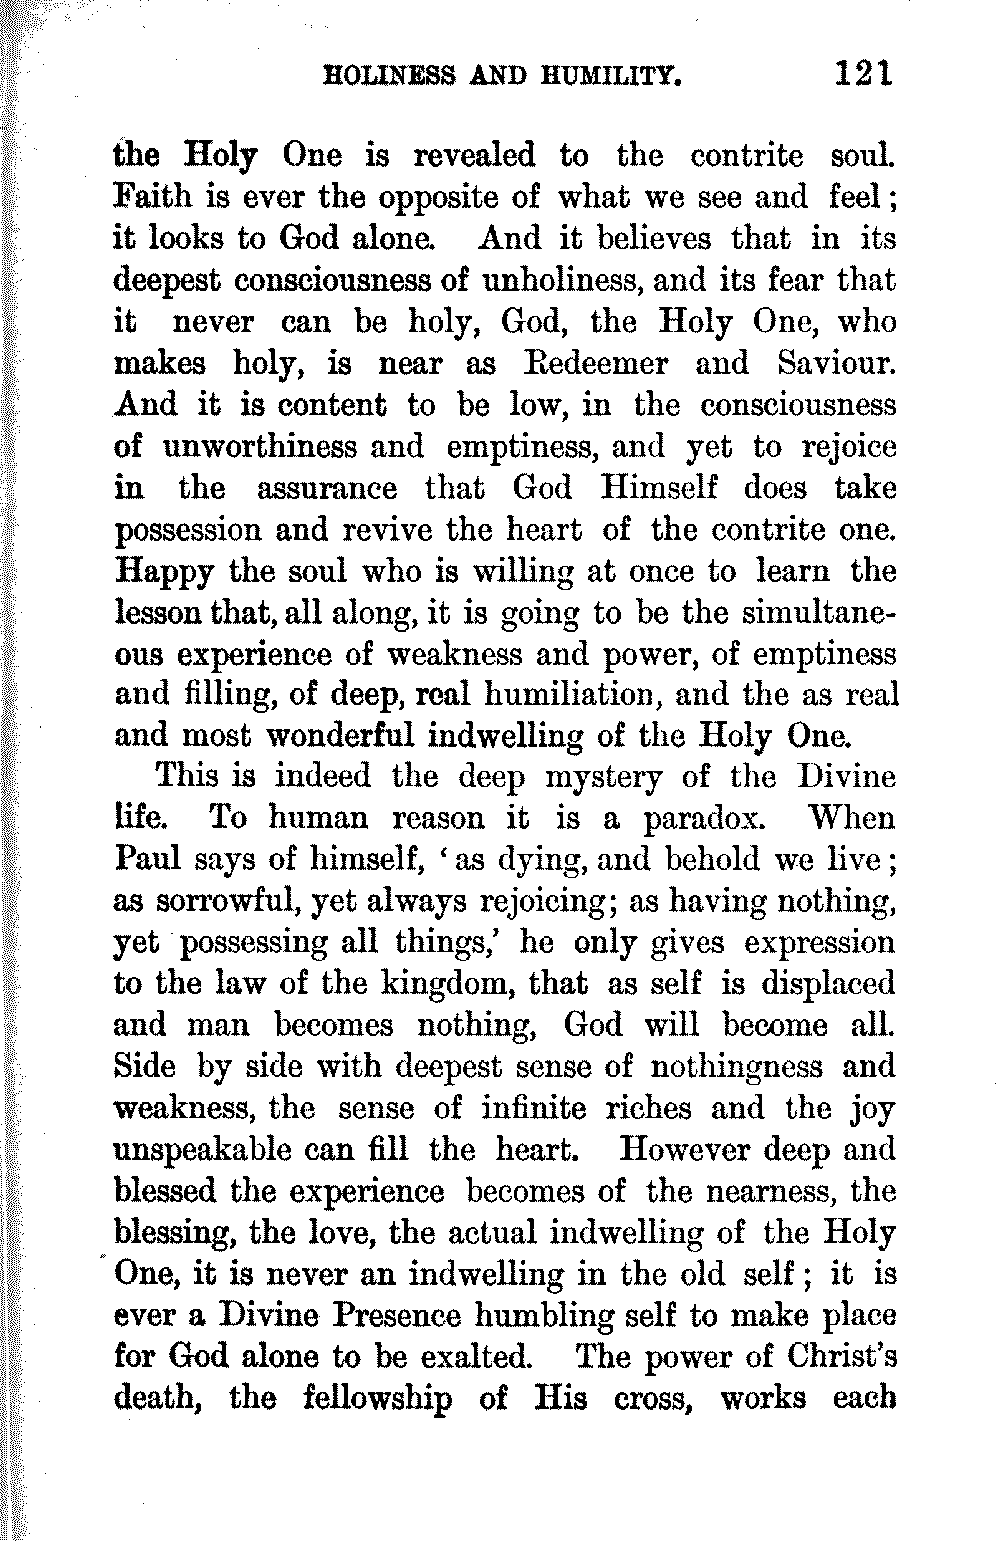 HOLINESS AND HUMILITY. 121
the Holy One is revealed to the contrite soul.
Faith is ever the opposite of what we see and feel;
it looks to God alone. And it believes that in its
deepest consciousness of unholiness, and its fear that
it never can be holy, God, the Holy One, who
makes holy, is near as Redeemer and Saviour.
And it is content to be low, in the consciousness
of unworthiness and emptiness, and yet to rejoice
in the assurance that God Himself does take
possession and revive the heart of the contrite one.
Happy the soul who is willing at once to learn the
lesson that, all along, it is going to be the simultane-
ous experience of weakness and power, of emptiness
and filling, of deep, real humiliation, and the as real
and most wonderful indwelling of the Holy One.
This is indeed the deep mystery of the Divine
life. To human reason it is a paradox. When
Paul says of himself, ‘as dying, and behold we live;
as sorrowful, yet always rejoicing; as having nothing,
yet possessing all things,’ he only gives expression
to the law of the kingdom, that as self is displaced
and man becomes nothing, God will become all.
Side by side with deepest sense of nothingness and
weakness, the sense of infinite riches and the joy
unspeakable can fill the heart. However deep and
blessed the experience becomes of the nearness, the
blessing, the love, the actual indwelling of the Holy
One, it is never an indwelling in the old self; it is
ever a Divine Presence humbling self to make place
for God alone to be exalted. The power of Christ’s
death, the fellowship of His cross, works each